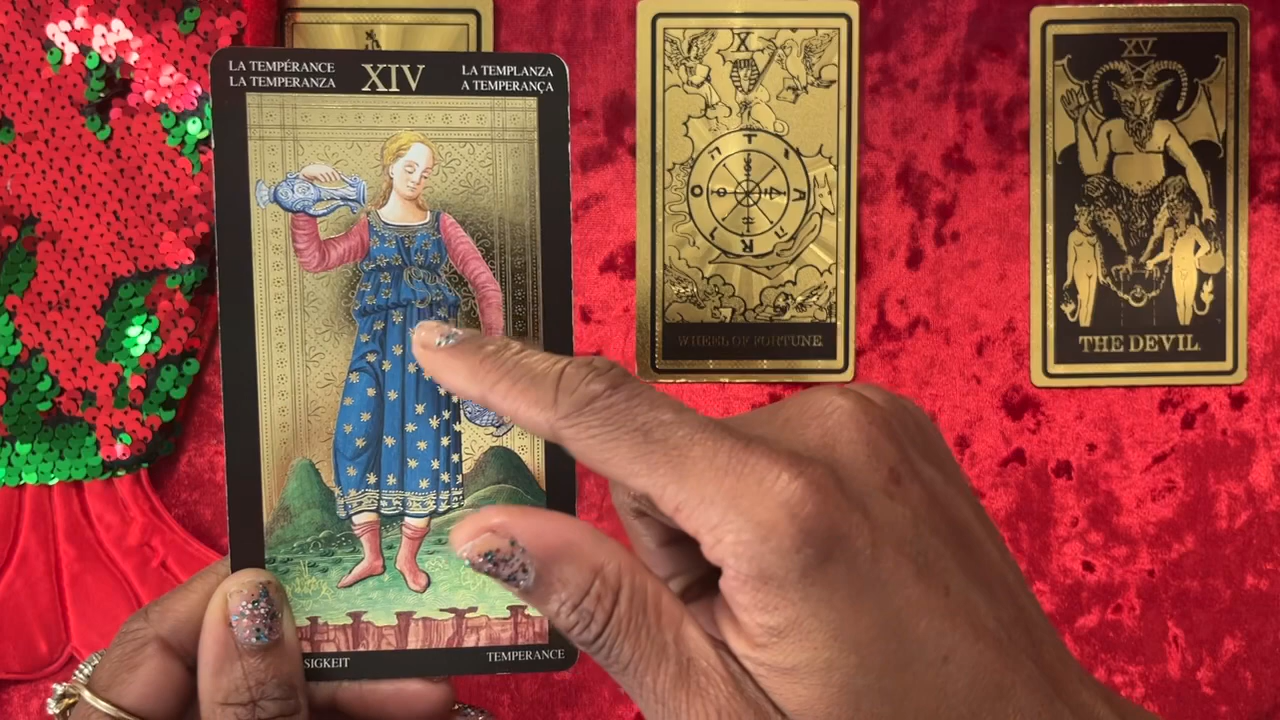 LA TEMPÉRANCE
LA TEMPERANZA
XIV
LA TEMPLANZA
A TEMPERANÇA
SIGKEIT
TEMPERANCE
X
WHEEL OF FORTUNE
XV
THE DEVIL